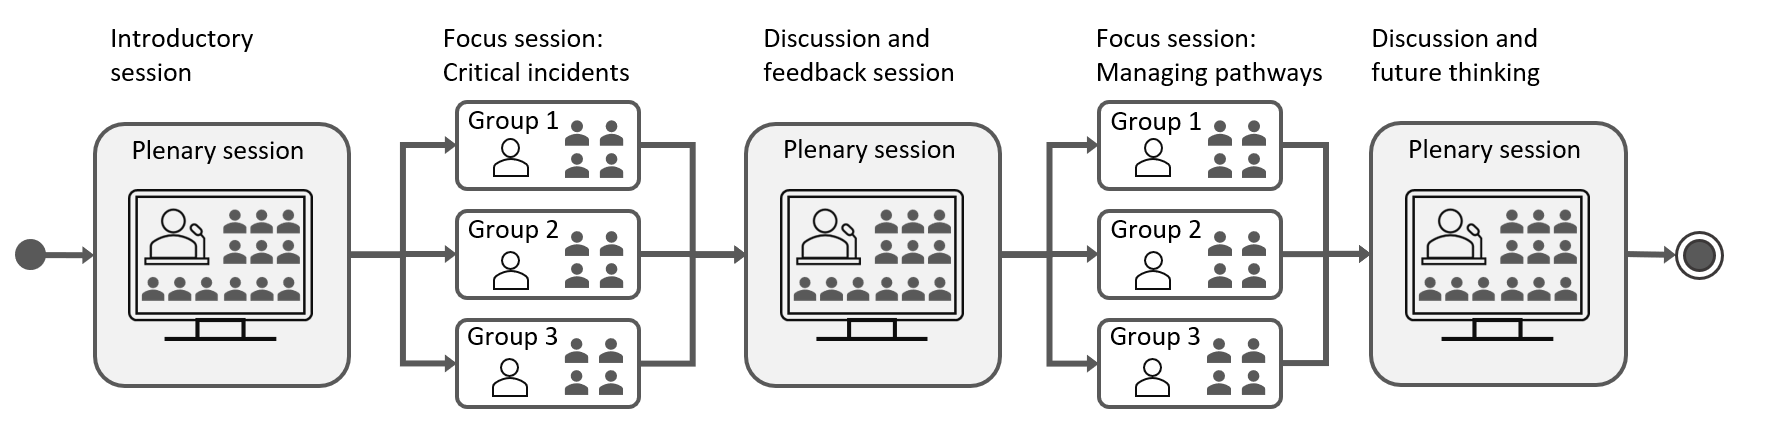 Introductory
session
Focus session:
Critical incidents
Discussion and
feedback session
Focus session:
Managing pathways
Discussion and
future thinking
Plenary session
Group 1
Group 2
Group 3
Plenary session
Group 1
Group 2
Group 3
Plenary session